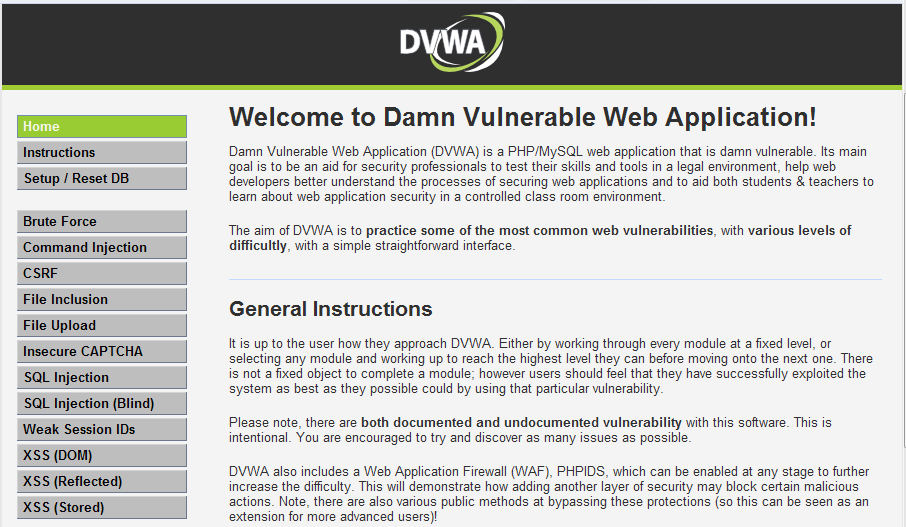 DVWA
Home
Instructions
Setup / Reset DB
Brute Force
Command Injection
CSRF
File Inclusion
File Upload
Insecure CAPTCHA
SQL Injection
SQL Injection (Blind)
Weak Session IDs
XSS (DOM)
XSS (Reflected)
XSS (Stored)
Welcome to Damn Vulnerable Web Application!
Damn Vulnerable Web Application (DVWA) is a PHP/MySQL web application that is damn vulnerable. Its main
goal is to be an aid for security professionals to test their skills and tools in a legal environment, help web
developers better understand the processes of securing web applications and to aid both students & teachers to
learn about web application security in a controlled class room environment.
The aim of DVWA is to practice some of the most common web vulnerabilities, with various levels of
difficultly, with a simple straightforward interface.
General Instructions
It is up to the user how they approach DVWA. Either by working through every module at a fixed level, or
selecting any module and working up to reach the highest level they can before moving onto the next one. There
is not a fixed object to complete a module; however users should feel that they have successfully exploited the
system as best as they possible could by using that particular vulnerability.
Please note, there are both documented and undocumented vulnerability with this software. This is
intentional. You are encouraged to try and discover as many issues as possible.
DVWA also includes a Web Application Firewall (WAF), PHPIDS, which can be enabled at any stage to further
increase the difficulty. This will demonstrate how adding another layer of security may block certain malicious
actions. Note, there are also various public methods at bypassing these protections (so this can be seen as an
extension for more advanced users)!